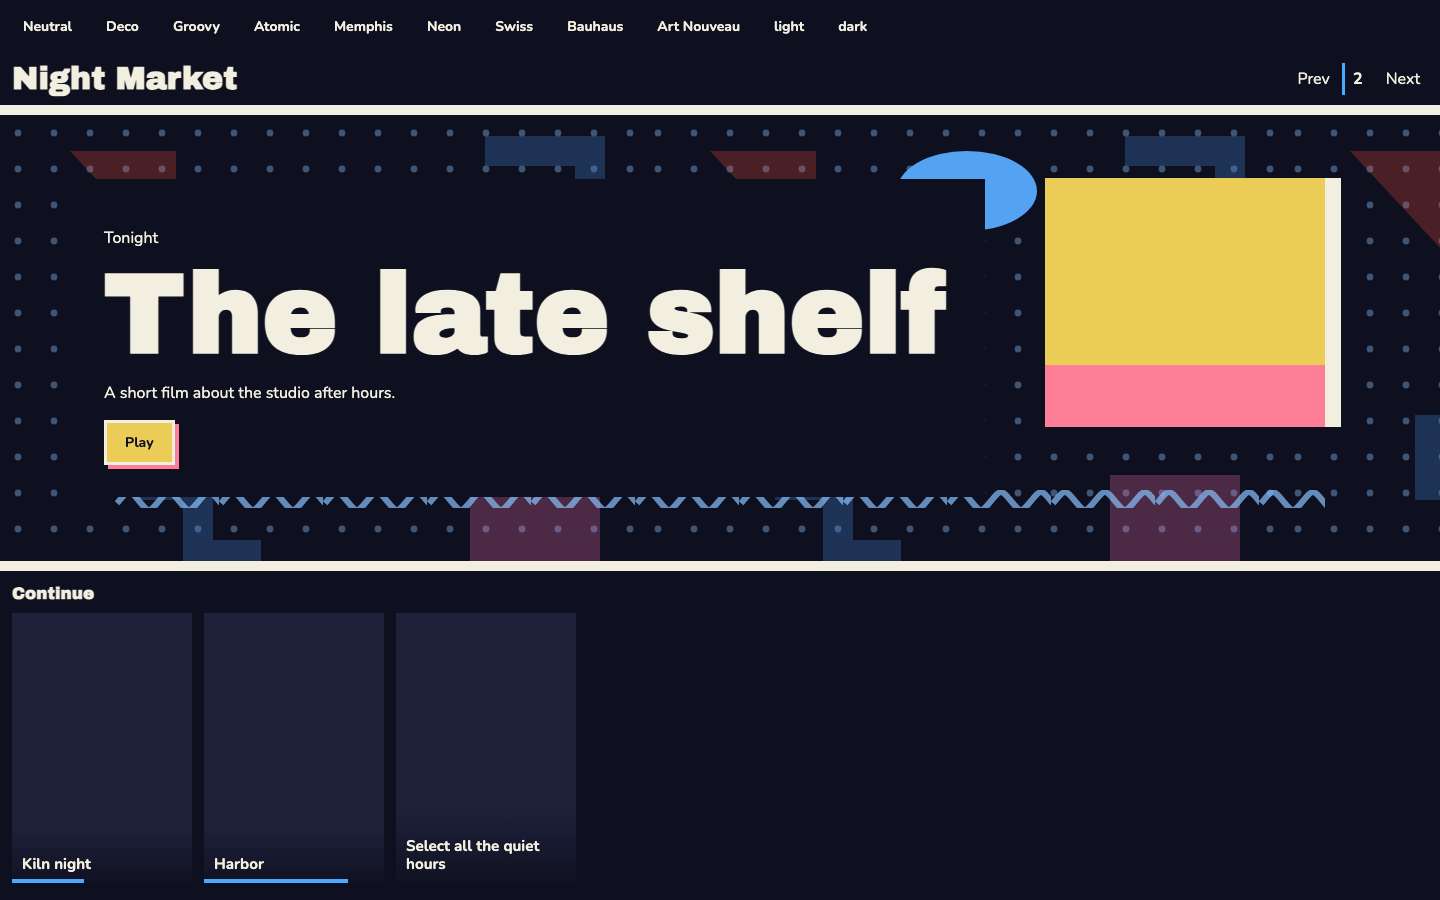 Neutral Deco Groovy Atomic Memphis Neon Swiss Bauhaus Art Nouveau light dark
Night Market
Prev 2 Next
Tonight
The late shelf
A short film about the studio after hours.
Play
Continue
Kiln night
Harbor
Select all the quiet
hours